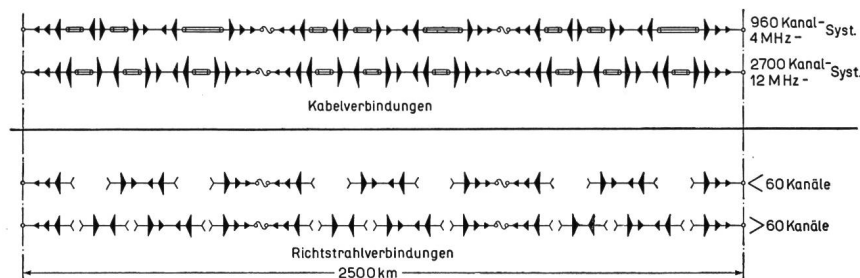 960 Kanal-
4 MHz- Syst.
2700 Kanal-
12 MHz- Syst.
Kabelverbindungen
< 60 Kanäle
> 60 Kanäle
Richtstrahlverbindungen
2500 km